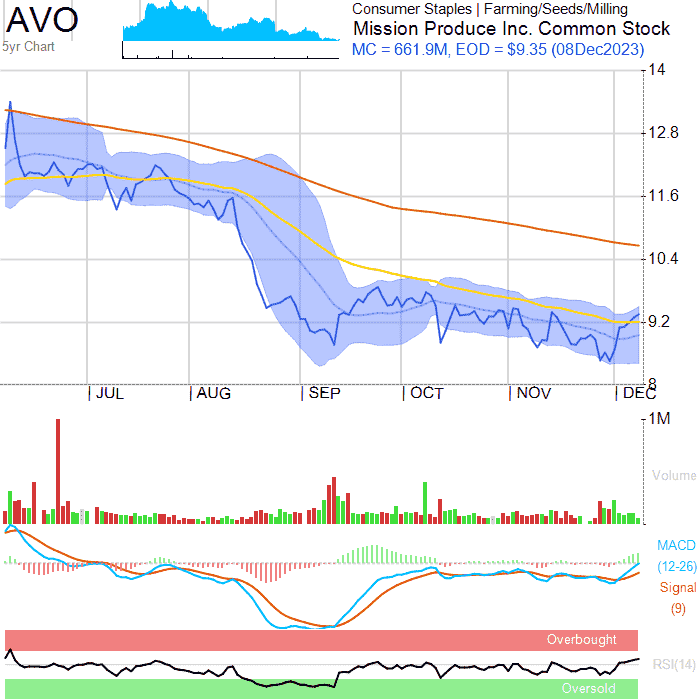 AVO
5yr Chart
Consumer Staples | Farming/Seeds/Milling
Mission Produce Inc. Common Stock
MC = 661.9M, EOD = $9.35 (08Dec2023)
14
12.8
11.6
10.4
9.2
8
JUL AUG SEP OCT NOV DEC
1M
Volume
MACD
(12-26)
Signal
(9)
Overbought
RSI(14)
Oversold